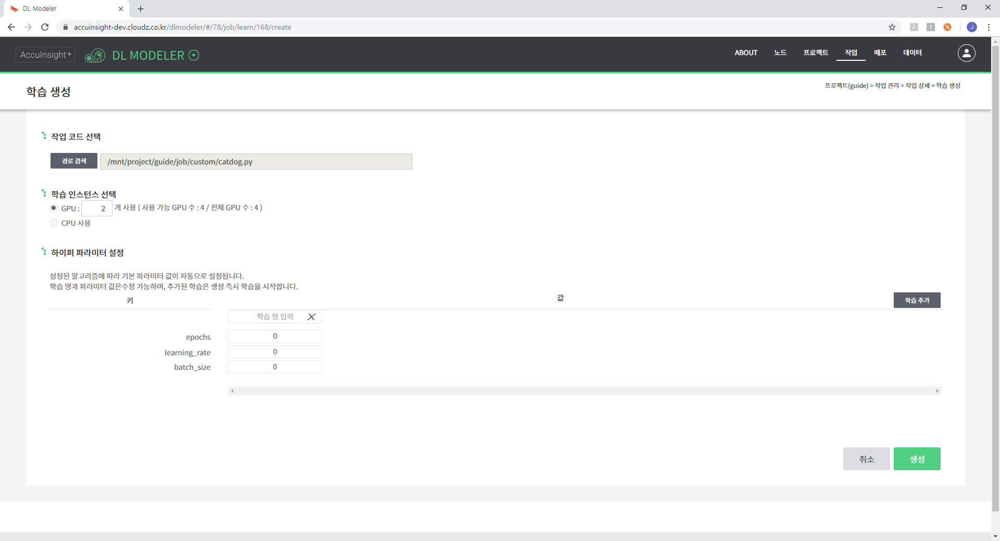 DL Modeler
accuinsight-dev.cloudz.co.kr/dlmodeler/#/78/job/learn/168/create
J
AccuInsight+
DL MODELER
ABOUT 노드 프로젝트 작업 배포 데이터
학습 생성
프로젝트(guide) > 작업 관리 > 작업 상세 > 학습 생성
작업 코드 선택
경로 검색 /mnt/project/guide/job/custom/catdog.py
학습 인스턴스 선택
GPU : 2 개 사용 ( 사용 가능 GPU 수 : 4 / 전체 GPU 수 : 4 )
CPU 사용
하이퍼 파라미터 설정
설정된 알고리즘에 따라 기본 파라미터 값이 자동으로 설정됩니다.
학습 명과 파라미터 값은수정 가능하며, 추가된 학습은 생성 즉시 학습을 시작합니다.
키 값 학습 추가
학습 명 입력
epochs 0
learning_rate 0
batch_size 0
취소 생성